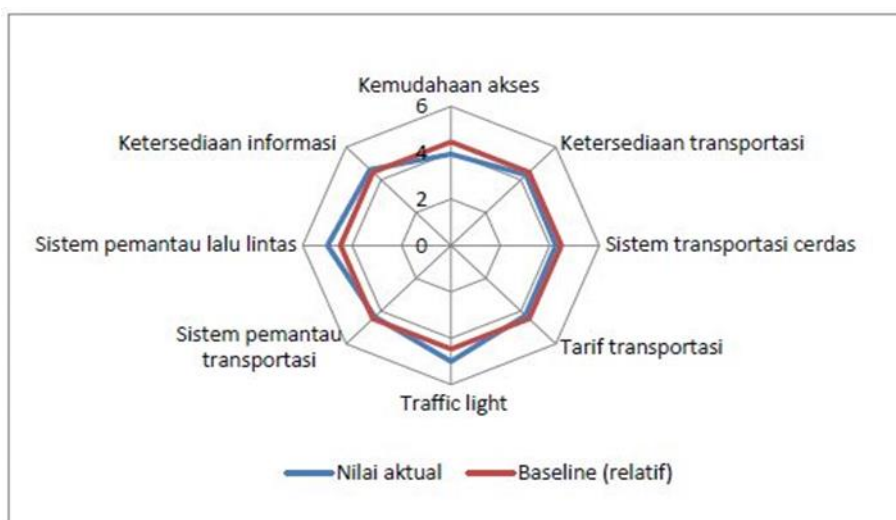 Kemudahaan akses
6
Ketersediaan informasi
Ketersediaan transportasi
4
2
Sistem pemantau lalu lintas
0
Sistem transportasi cerdas
Sistem pemantau
transportasi
Tarif transportasi
Traffic light
Nilai aktual
Baseline (relatif)